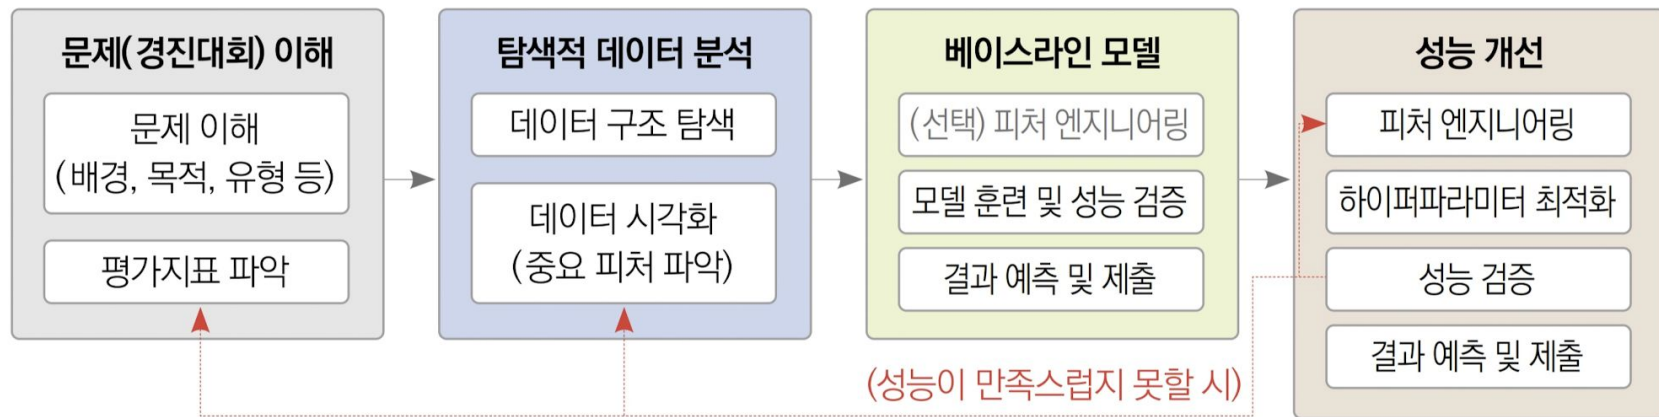 문제(경진대회) 이해
문제 이해
(배경, 목적, 유형 등)
평가지표 파악
탐색적 데이터 분석
데이터 구조 탐색
데이터 시각화
(중요 피처 파악)
베이스라인 모델
(선택) 피처 엔지니어링
모델 훈련 및 성능 검증
결과 예측 및 제출
성능 개선
피처 엔지니어링
하이퍼파라미터 최적화
성능 검증
결과 예측 및 제출
(성능이 만족스럽지 못할 시)